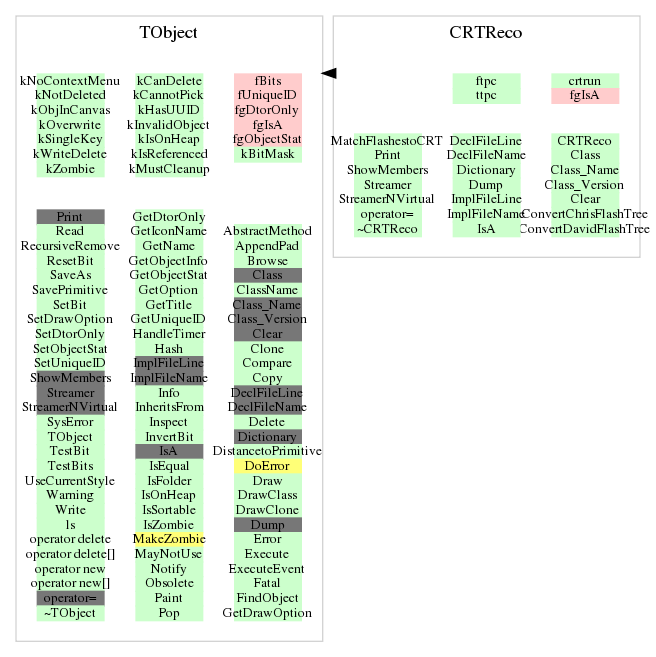 TObject
kNoContextMenu kCanDelete fBits
kNotDeleted kCannotPick fUniqueID
kObjInCanvas kHasUUID fgDtorOnly
kOverwrite kInvalidObject fgIsA
kSingleKey kIsOnHeap fgObjectStat
kWriteDelete kIsReferenced kBitMask
kZombie kMustCleanup
Print GetDtorOnly
Read GetIconName AbstractMethod
RecursiveRemove GetName AppendPad
ResetBit GetObjectInfo Browse
SaveAs GetObjectStat Class
SavePrimitive GetOption ClassName
SetBit GetTitle Class_Name
SetDrawOption GetUniqueID Class_Version
SetDtorOnly HandleTimer Clear
SetObjectStat Hash Clone
SetUniqueID ImplFileLine Compare
ShowMembers ImplFileName Copy
Streamer Info DeclFileLine
StreamerNVirtual InheritsFrom DeclFileName
SysError Inspect Delete
TObject InvertBit Dictionary
TestBit IsA DistancetoPrimitive
TestBits IsEqual DoError
UseCurrentStyle IsFolder Draw
Warning IsOnHeap DrawClass
Write IsSortable DrawClone
ls IsZombie Dump
operator delete MakeZombie Error
operator delete[] MayNotUse Execute
operator new Notify ExecuteEvent
operator new[] Obsolete Fatal
operator= Paint FindObject
~TObject Pop GetDrawOption
CRTReco
ftpc crtrun
ttpc fgIsA
MatchFlashestoCRT DeclFileLine CRTReco
Print DeclFileName Class
ShowMembers Dictionary Class_Name
Streamer Dump Class_Version
StreamerNVirtual ImplFileLine Clear
operator= ImplFileName ConvertChrisFlashTree
~CRTReco IsA ConvertDavidFlashTree